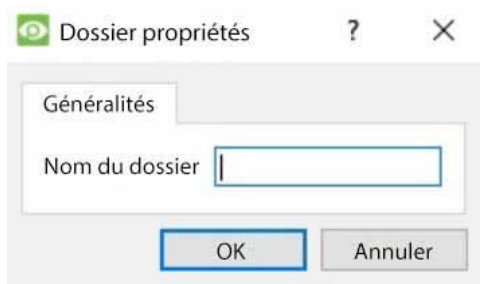 Dossier propriétés ? ×
Généralités
Nom du dossier
OK Annuler